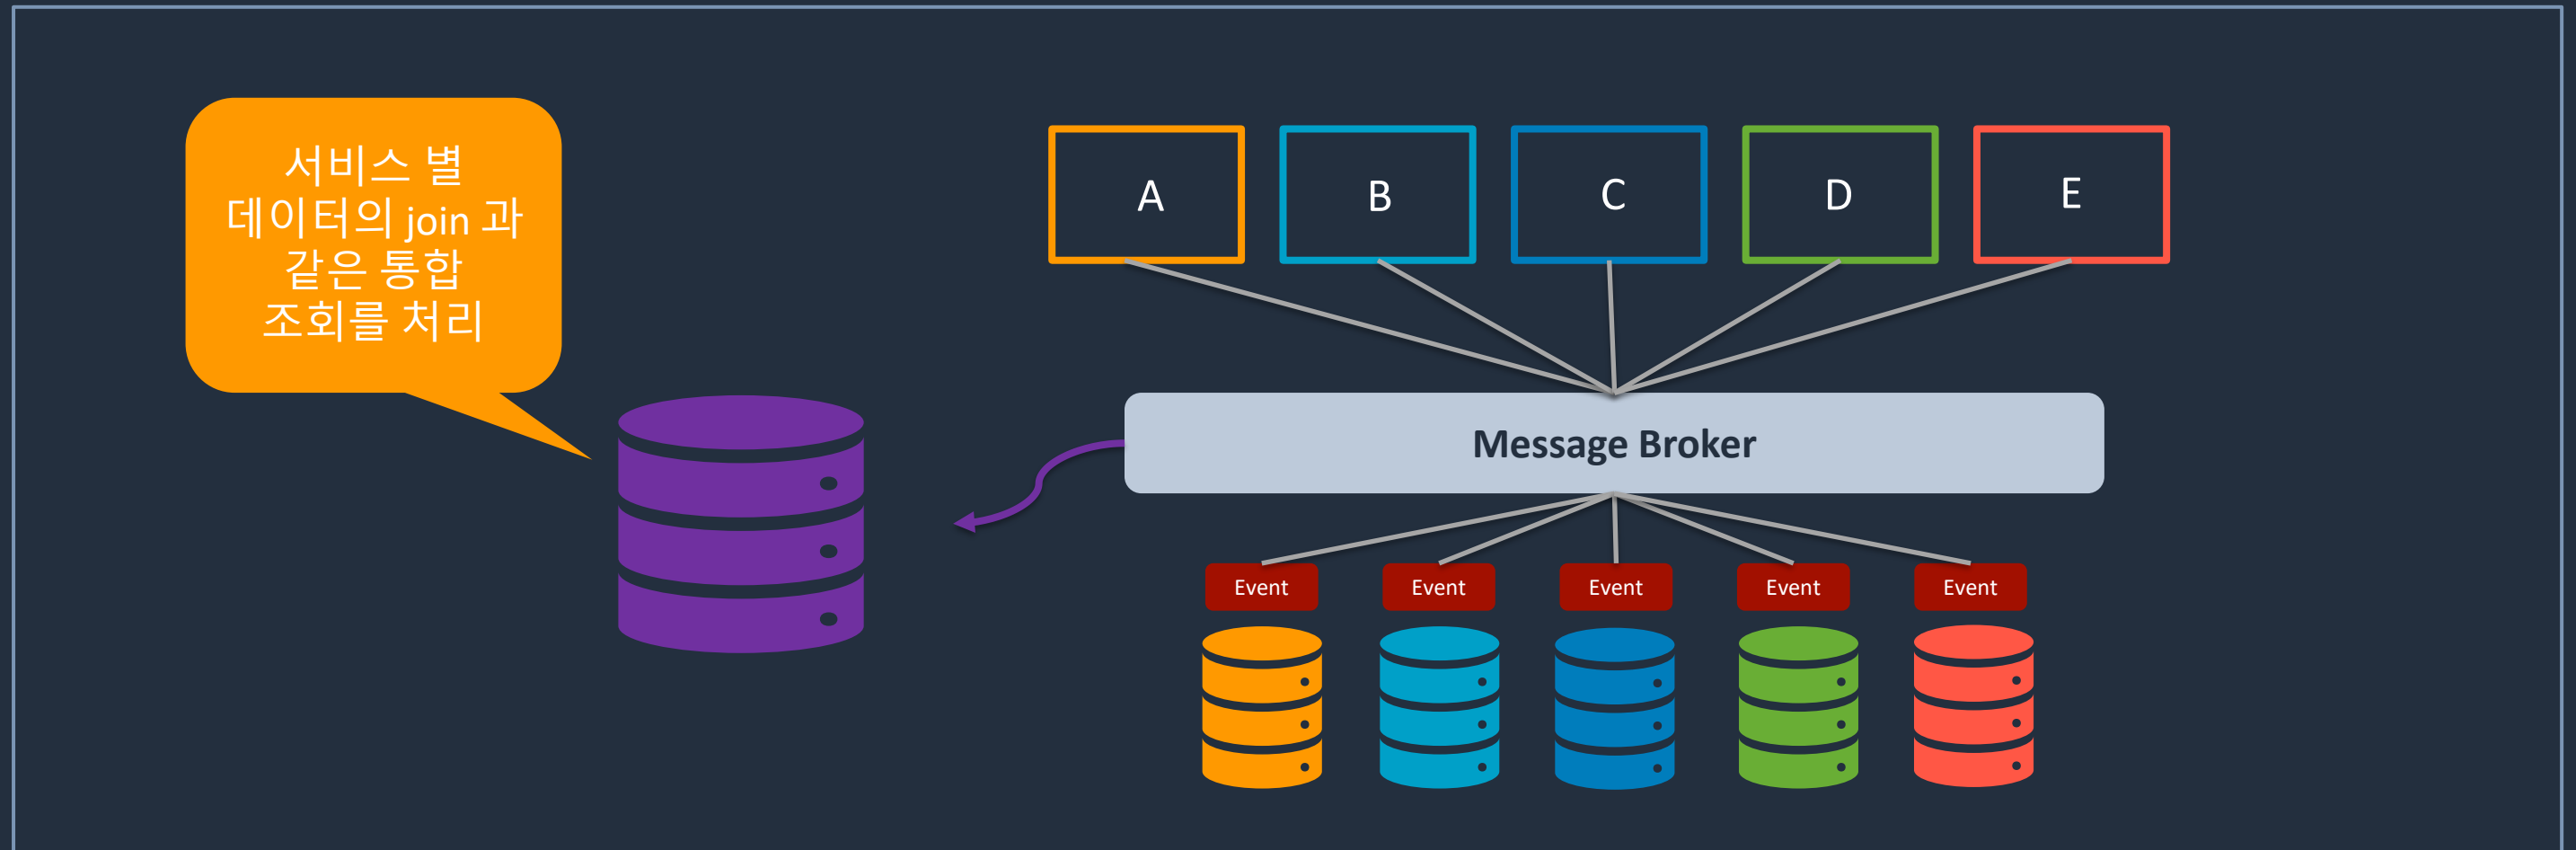 서비스 별
데이터의 join 과
같은 통합
조회를 처리
A
B
C
D
E
Message Broker
Event
Event
Event
Event
Event